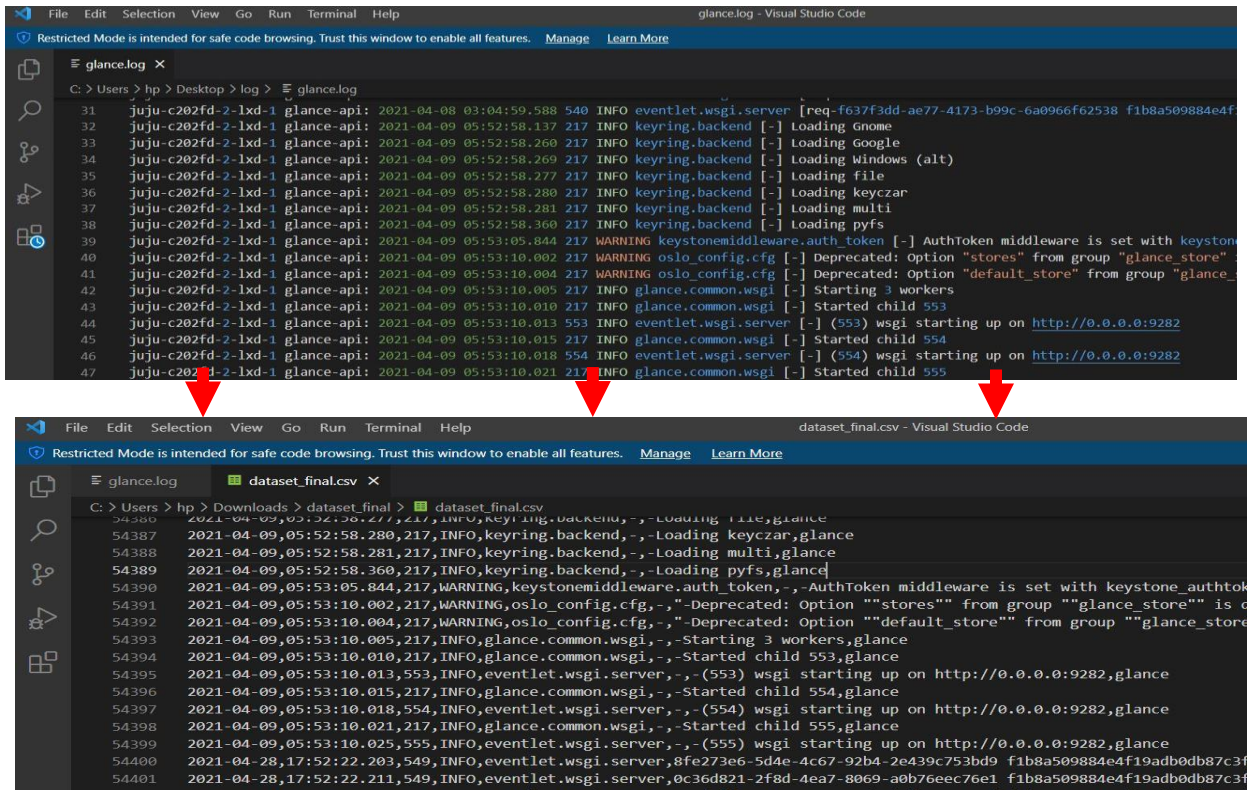 File Edit Selection View Go Run Terminal Help glance.log - Visual Studio Code
Restricted Mode is intended for safe code browsing. Trust this window to enable all features. Manage Learn More
glance.log ×
C: > Users > hp > Desktop > log > glance.log
31 juju-c202fd-2-lxd-1 glance-api: 2021-04-08 03:04:59.588 540 INFO eventlet.wsgi.server [req-f637f3dd-ae77-4173-b99c-6a0966f62538 f1b8a509884e4f
32 juju-c202fd-2-lxd-1 glance-api: 2021-04-09 05:52:58.137 217 INFO keyring.backend [-] Loading Gnome
33 juju-c202fd-2-lxd-1 glance-api: 2021-04-09 05:52:58.260 217 INFO keyring.backend [-] Loading Google
34 juju-c202fd-2-lxd-1 glance-api: 2021-04-09 05:52:58.269 217 INFO keyring.backend [-] Loading Windows (alt)
35 juju-c202fd-2-lxd-1 glance-api: 2021-04-09 05:52:58.277 217 INFO keyring.backend [-] Loading file
36 juju-c202fd-2-lxd-1 glance-api: 2021-04-09 05:52:58.280 217 INFO keyring.backend [-] Loading keyczar
37 juju-c202fd-2-lxd-1 glance-api: 2021-04-09 05:52:58.281 217 INFO keyring.backend [-] Loading multi
38 juju-c202fd-2-lxd-1 glance-api: 2021-04-09 05:52:58.360 217 INFO keyring.backend [-] Loading pyfs
39 juju-c202fd-2-lxd-1 glance-api: 2021-04-09 05:53:05.844 217 WARNING keystonemiddleware.auth_token [-] AuthToken middleware is set with keyston
40 juju-c202fd-2-lxd-1 glance-api: 2021-04-09 05:53:10.002 217 WARNING oslo_config.cfg [-] Deprecated: Option "stores" from group "glance_store"
41 juju-c202fd-2-lxd-1 glance-api: 2021-04-09 05:53:10.004 217 WARNING oslo_config.cfg [-] Deprecated: Option "default_store" from group "glance_
42 juju-c202fd-2-lxd-1 glance-api: 2021-04-09 05:53:10.005 217 INFO glance.common.wsgi [-] Starting 3 workers
43 juju-c202fd-2-lxd-1 glance-api: 2021-04-09 05:53:10.010 217 INFO glance.common.wsgi [-] Started child 553
44 juju-c202fd-2-lxd-1 glance-api: 2021-04-09 05:53:10.013 553 INFO eventlet.wsgi.server [-] (553) wsgi starting up on http://0.0.0.0:9282
45 juju-c202fd-2-lxd-1 glance-api: 2021-04-09 05:53:10.015 217 INFO glance.common.wsgi [-] Started child 554
46 juju-c202fd-2-lxd-1 glance-api: 2021-04-09 05:53:10.018 554 INFO eventlet.wsgi.server [-] (554) wsgi starting up on http://0.0.0.0:9282
47 juju-c202fd-2-lxd-1 glance-api: 2021-04-09 05:53:10.021 217 INFO glance.common.wsgi [-] Started child 555
File Edit Selection View Go Run Terminal Help dataset_final.csv - Visual Studio Code
Restricted Mode is intended for safe code browsing. Trust this window to enable all features. Manage Learn More
glance.log dataset_final.csv ×
C: > Users > hp > Downloads > dataset_final > dataset_final.csv
54386 2021-04-09,05:52:58.277,217,INFO,keyring.backend,-,-Loading file,glance
54387 2021-04-09,05:52:58.280,217,INFO,keyring.backend,-,-Loading keyczar,glance
54388 2021-04-09,05:52:58.281,217,INFO,keyring.backend,-,-Loading multi,glance
54389 2021-04-09,05:52:58.360,217,INFO,keyring.backend,-,-Loading pyfs,glance
54390 2021-04-09,05:53:05.844,217,WARNING,keystonemiddleware.auth_token,-,-AuthToken middleware is set with keystone_authtok
54391 2021-04-09,05:53:10.002,217,WARNING,oslo_config.cfg,-,"-Deprecated: Option ""stores"" from group ""glance_store"" is d
54392 2021-04-09,05:53:10.004,217,WARNING,oslo_config.cfg,-,"-Deprecated: Option ""default_store"" from group ""glance_store
54393 2021-04-09,05:53:10.005,217,INFO,glance.common.wsgi,-,-Starting 3 workers,glance
54394 2021-04-09,05:53:10.010,217,INFO,glance.common.wsgi,-,-Started child 553,glance
54395 2021-04-09,05:53:10.013,553,INFO,eventlet.wsgi.server,-,-(553) wsgi starting up on http://0.0.0.0:9282,glance
54396 2021-04-09,05:53:10.015,217,INFO,glance.common.wsgi,-,-Started child 554,glance
54397 2021-04-09,05:53:10.018,554,INFO,eventlet.wsgi.server,-,-(554) wsgi starting up on http://0.0.0.0:9282,glance
54398 2021-04-09,05:53:10.021,217,INFO,glance.common.wsgi,-,-Started child 555,glance
54399 2021-04-09,05:53:10.025,555,INFO,eventlet.wsgi.server,-,-(555) wsgi starting up on http://0.0.0.0:9282,glance
54400 2021-04-28,17:52:22.203,549,INFO,eventlet.wsgi.server,8fe273e6-5d4e-4c67-92b4-2e439c753bd9 f1b8a509884e4f19adb0db87c3f
54401 2021-04-28,17:52:22.211,549,INFO,eventlet.wsgi.server,0c36d821-2f8d-4ea7-8069-a0b76eec76e1 f1b8a509884e4f19adb0db87c3f